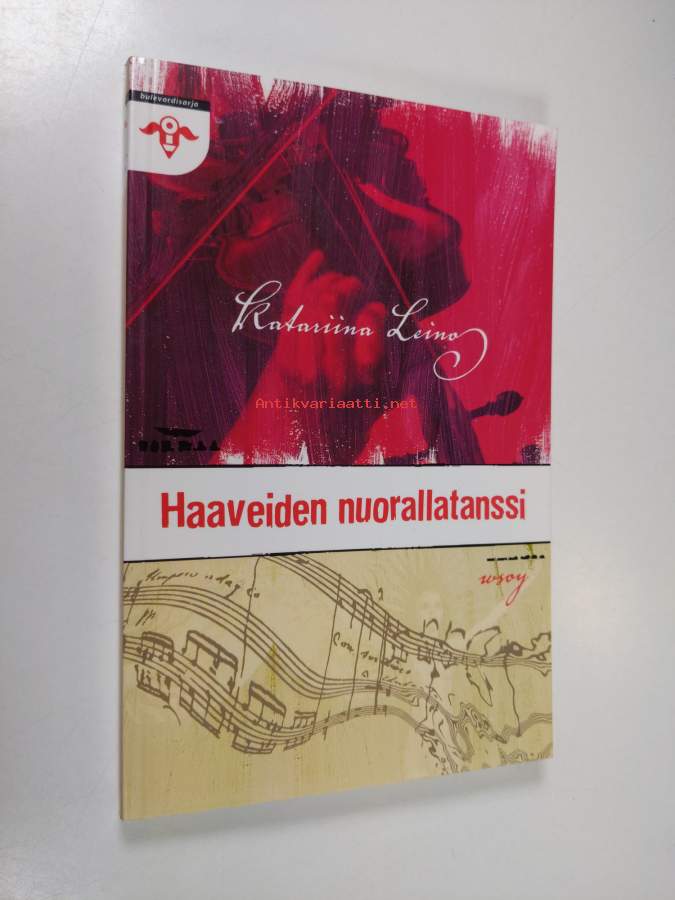 bulevardisarja
Katariina Leino
Antikvariaatti.net
Haaveiden nuorallatanssi
wsoy